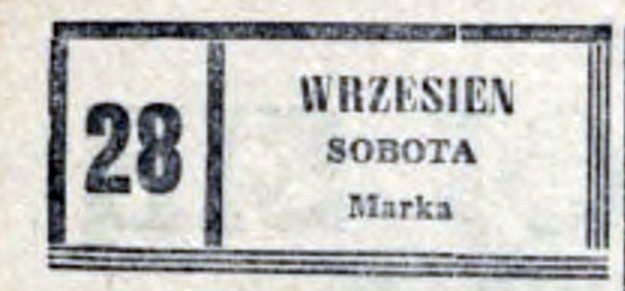 28
WRZESIEN
SOBOTA
Marka